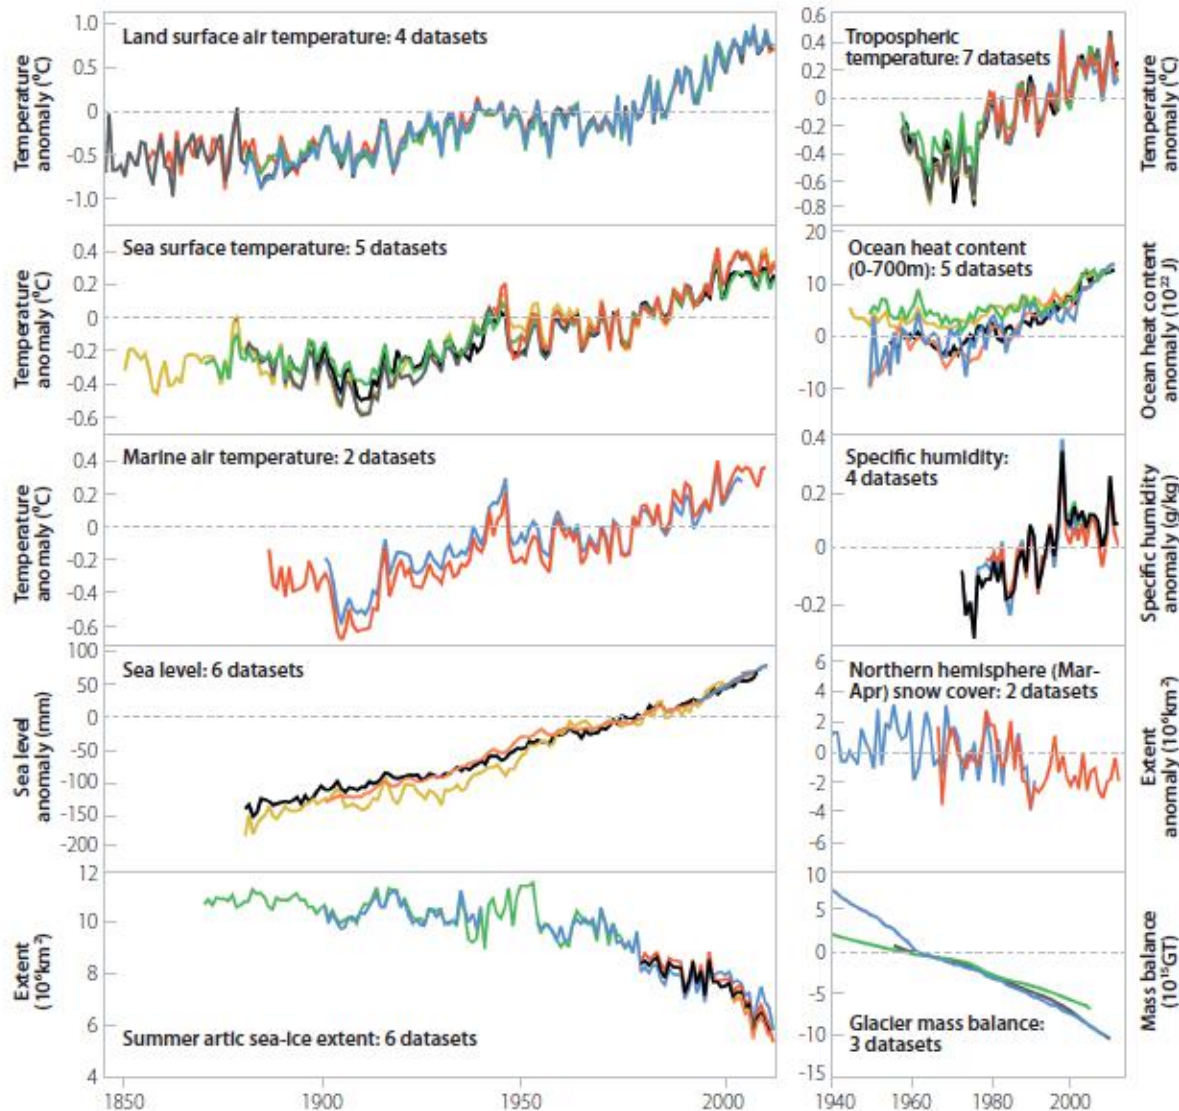 Temperature
anomaly (°C)
1.0
0.5
0
-0.5
-1.0
Land surface air temperature: 4 datasets
0.6
0.4
0.2
0
-0.2
-0.4
-0.6
-0.8
Tropospheric
temperature: 7 datasets
Temperature
anomaly (°C)
Temperature
anomaly (°C)
0.4
0.2
0
-0.2
-0.4
-0.6
Sea surface temperature: 5 datasets
20
10
0
-10
Ocean heat content
(0-700m): 5 datasets
Ocean heat content
anomaly (10²² J)
Temperature
anomaly (°C)
0.4
0.2
0
-0.2
-0.4
-0.6
Marine air temperature: 2 datasets
0.4
0.2
0
-0.2
Specific humidity:
4 datasets
Specific humidity
anomaly (g/kg)
Sea level
anomaly (mm)
100
50
0
-50
-100
-150
-200
Sea level: 6 datasets
6
4
2
0
-2
-4
-6
Northern hemisphere (Mar-
Apr) snow cover: 2 datasets
Extent
anomaly (10⁶km²)
Extent
(10⁶km²)
12
10
8
6
4
Summer artic sea-ice extent: 6 datasets
10
5
0
-5
-10
-15
Glacier mass balance:
3 datasets
Mass balance
(10¹⁵GT)
1850
1900
1950
2000
1940
1960
1980
2000